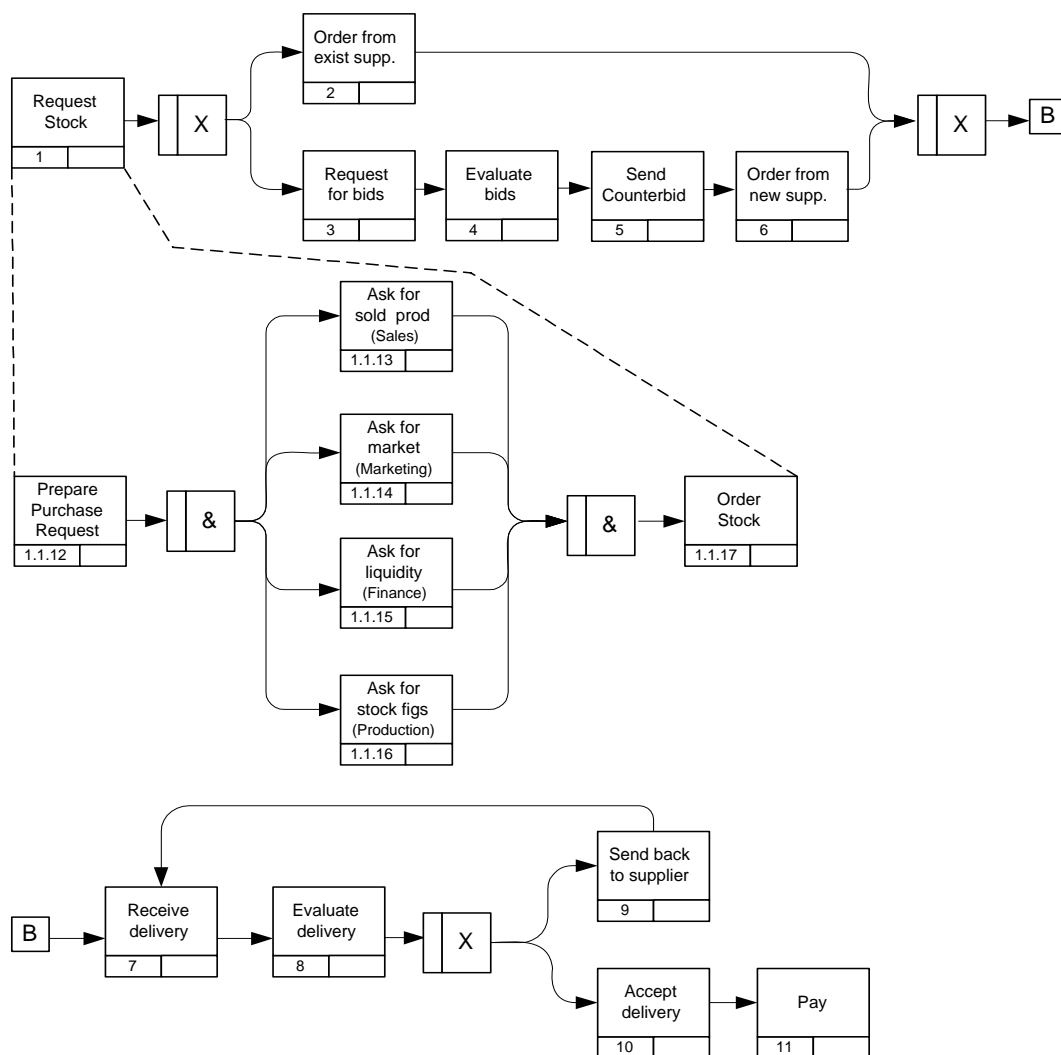 Order from
exist supp.
2
Request
Stock
1
X
X
B
Request
for bids
3
Evaluate
bids
4
Send
Counterbid
5
Order from
new supp.
6
Ask for
sold prod
(Sales)
1.1.13
Ask for
market
(Marketing)
1.1.14
Prepare
Purchase
Request
1.1.12
&
&
Order
Stock
1.1.17
Ask for
liquidity
(Finance)
1.1.15
Ask for
stock figs
(Production)
1.1.16
Send back
to supplier
9
B
Receive
delivery
7
Evaluate
delivery
8
X
Accept
delivery
10
Pay
11